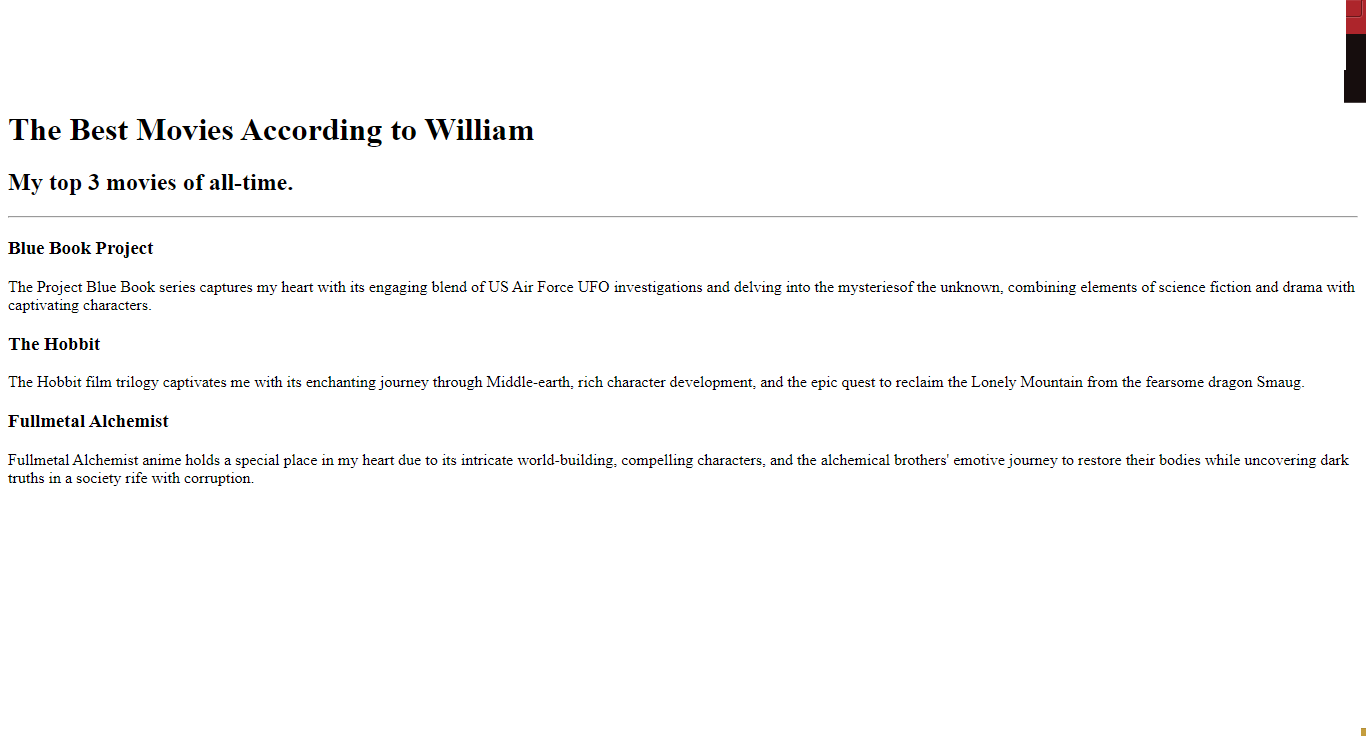 The Best Movies According to William
My top 3 movies of all-time.
Blue Book Project
The Project Blue Book series captures my heart with its engaging blend of US Air Force UFO investigations and delving into the mysteriesof the unknown, combining elements of science fiction and drama with
captivating characters.
The Hobbit
The Hobbit film trilogy captivates me with its enchanting journey through Middle-earth, rich character development, and the epic quest to reclaim the Lonely Mountain from the fearsome dragon Smaug.
Fullmetal Alchemist
Fullmetal Alchemist anime holds a special place in my heart due to its intricate world-building, compelling characters, and the alchemical brothers' emotive journey to restore their bodies while uncovering dark
truths in a society rife with corruption.